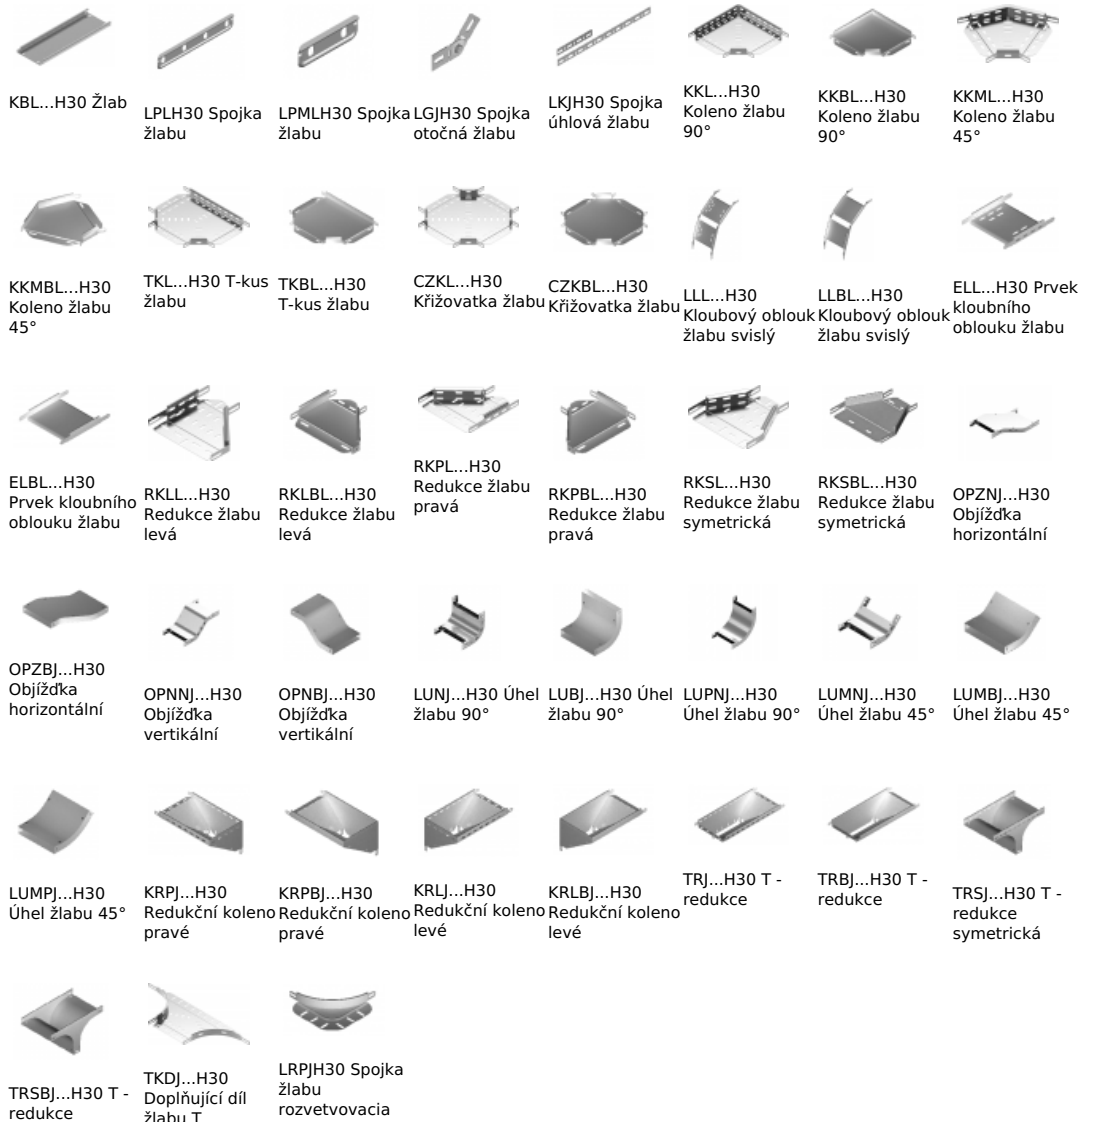 KBL...H30 Žlab
LPLH30 Spojka
žlabu
LPMLH30 Spojka
žlabu
LGJH30 Spojka
otočná žlabu
LKJH30 Spojka
úhlová žlabu
KKL...H30
Koleno žlabu
90°
KKBL...H30
Koleno žlabu
90°
KKML...H30
Koleno žlabu
45°
KKMBL...H30
Koleno žlabu
45°
TKL...H30 T-kus
žlabu
TKBL...H30
T-kus žlabu
CZKL...H30
Křižovatka žlabu
CZKBL...H30
Křižovatka žlabu
LLL...H30
Kloubový oblouk
žlabu svislý
LLBL...H30
Kloubový oblouk
žlabu svislý
ELL...H30 Prvek
kloubního
oblouku žlabu
ELBL...H30
Prvek kloubního
oblouku žlabu
RKLL...H30
Redukce žlabu
levá
RKLBL...H30
Redukce žlabu
levá
RKPL...H30
Redukce žlabu
pravá
RKPBL...H30
Redukce žlabu
pravá
RKSL...H30
Redukce žlabu
symetrická
RKSBL...H30
Redukce žlabu
symetrická
OPZNJ...H30
Objížďka
horizontální
OPZBJ...H30
Objížďka
horizontální
OPNNJ...H30
Objížďka
vertikální
OPNBJ...H30
Objížďka
vertikální
LUNJ...H30 Úhel
žlabu 90°
LUBJ...H30 Úhel
žlabu 90°
LUPNJ...H30
Úhel žlabu 90°
LUMNJ...H30
Úhel žlabu 45°
LUMBJ...H30
Úhel žlabu 45°
LUMPJ...H30
Úhel žlabu 45°
KRPJ...H30
Redukční koleno
pravé
KRPBJ...H30
Redukční koleno
pravé
KRLJ...H30
Redukční koleno
levé
KRLBJ...H30
Redukční koleno
levé
TRJ...H30 T -
redukce
TRBJ...H30 T -
redukce
TRSJ...H30 T -
redukce
symetrická
TRSBJ...H30 T -
redukce
TKDJ...H30
Doplňující díl
žlabu T
LRPJH30 Spojka
žlabu
rozvetvovacia